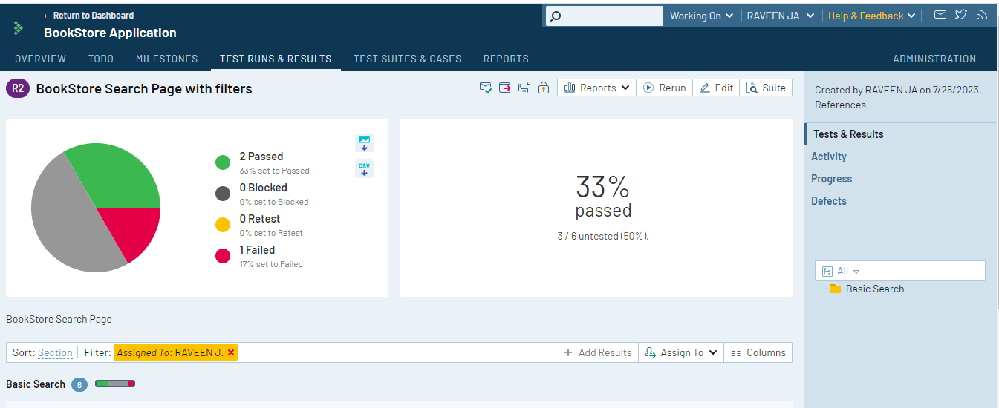 ← Return to Dashboard
BookStore Application
Working On
RAVEEN JA
Help & Feedback
OVERVIEW TODO MILESTONES TEST RUNS & RESULTS TEST SUITES & CASES REPORTS ADMINISTRATION
R2 BookStore Search Page with filters
Reports Rerun Edit Suite
Created by RAVEEN JA on 7/25/2023.
References
Tests & Results
Activity
Progress
Defects
All
Basic Search
2 Passed
33% set to Passed
0 Blocked
0% set to Blocked
0 Retest
0% set to Retest
1 Failed
17% set to Failed
CSV
33%
passed
3 / 6 untested (50%).
BookStore Search Page
Sort: Section Filter: Assigned To: RAVEEN J. × + Add Results Assign To Columns
Basic Search 6